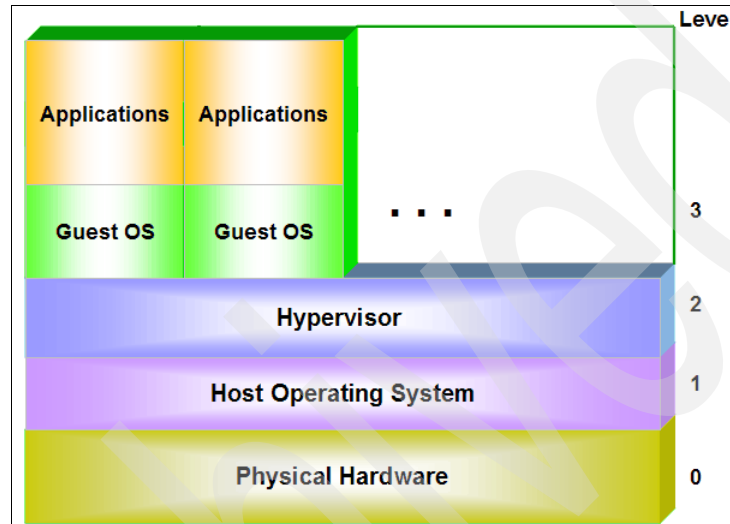 Leve
Applications Applications
Guest OS Guest OS
. . .
3
Hypervisor
2
Host Operating System
1
Physical Hardware
0